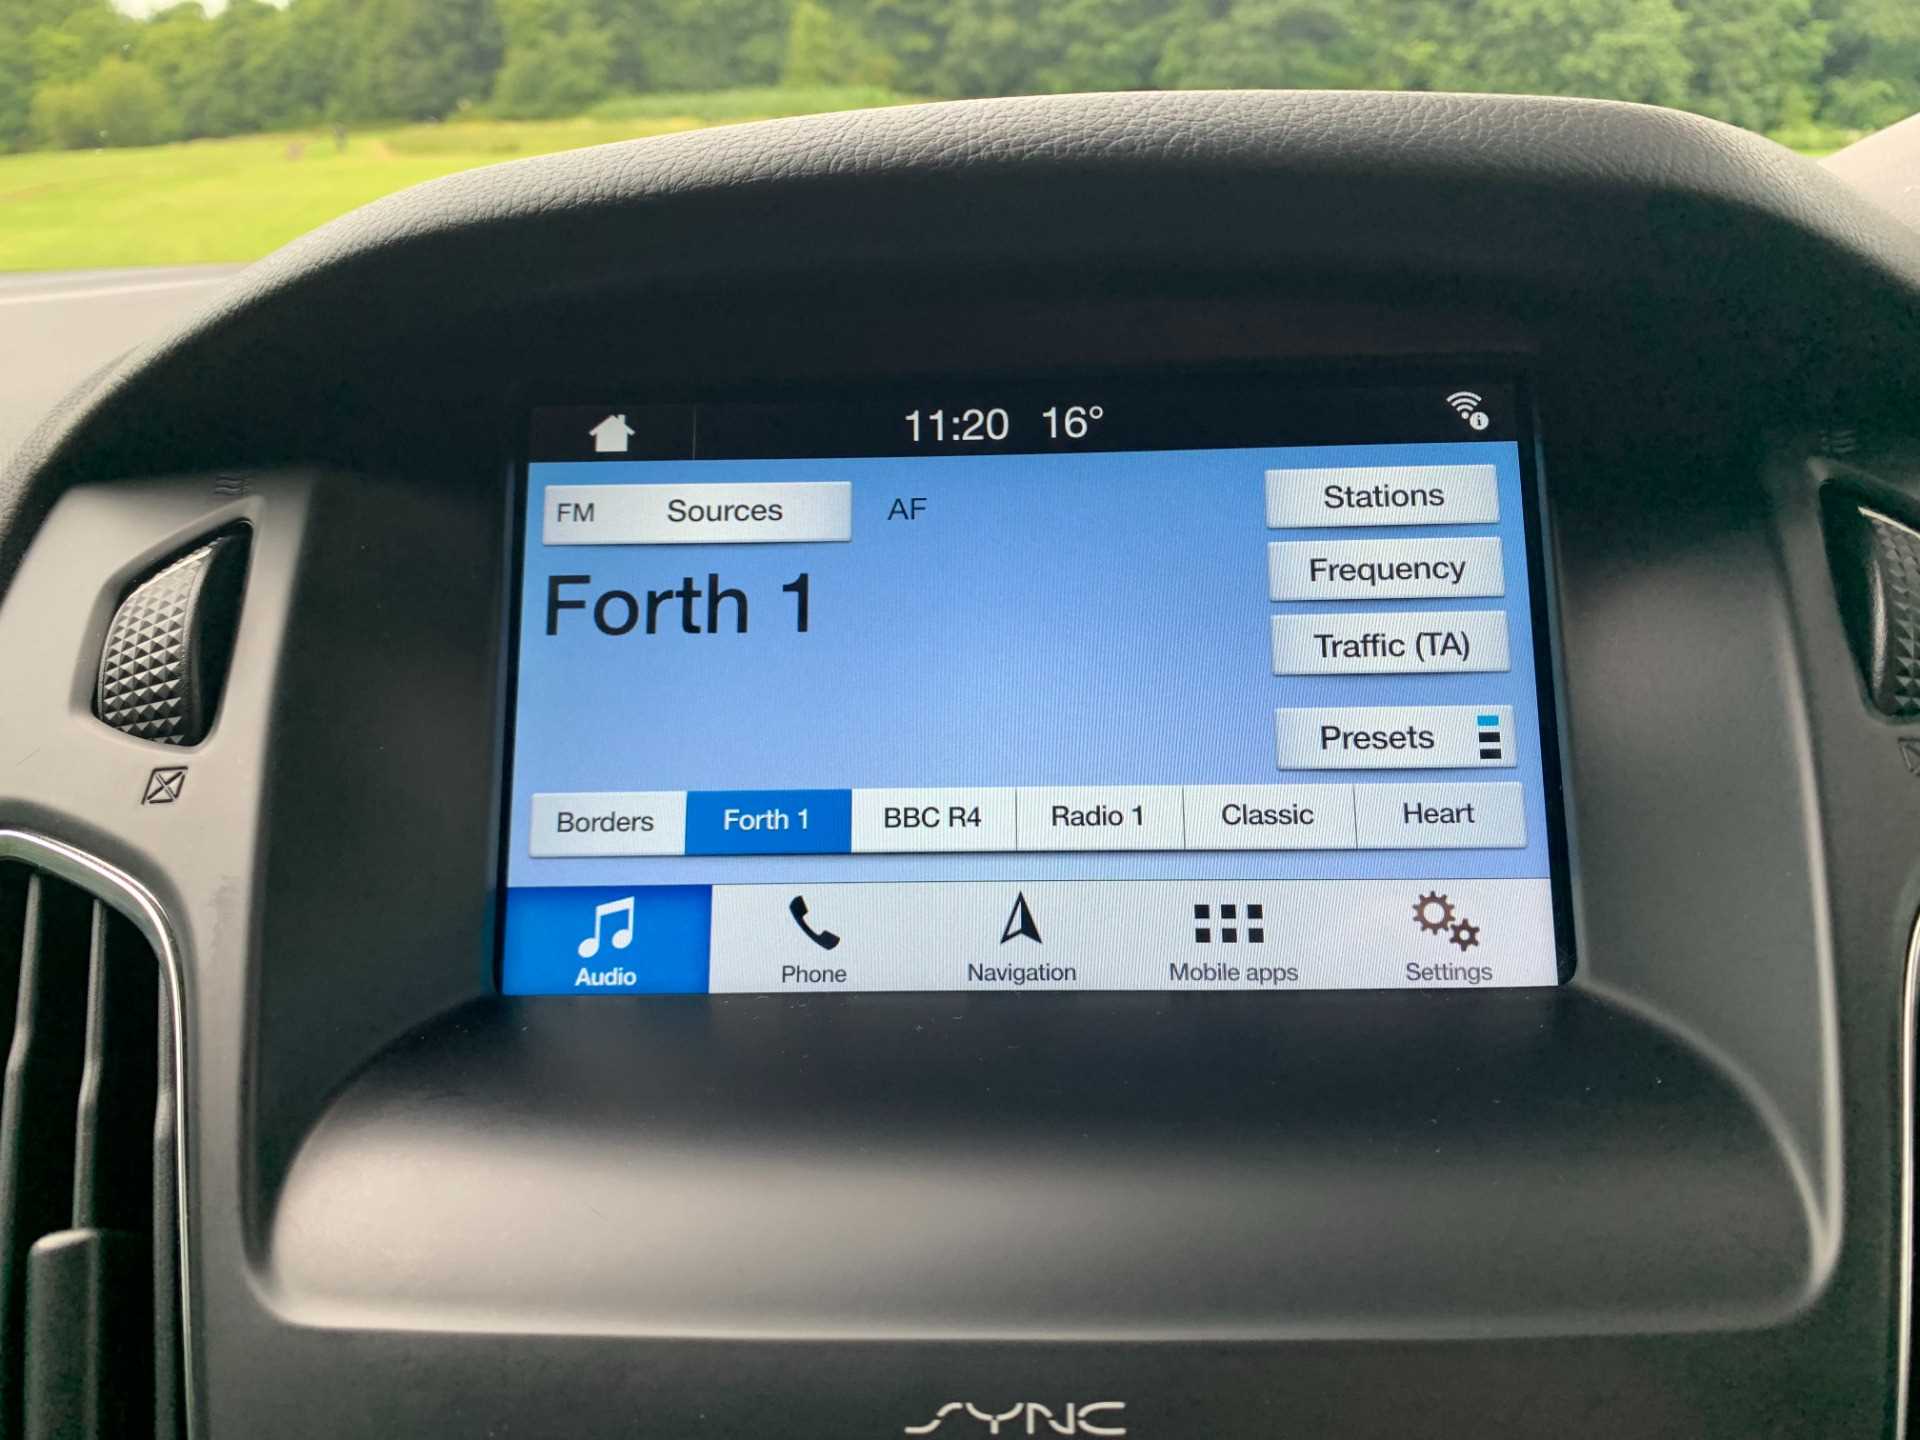 11:20 16°
FM Sources AF
Stations
Forth 1
Frequency
Traffic (TA)
Presets
Borders Forth 1 BBC R4 Radio 1 Classic Heart
Audio Phone Navigation Mobile apps Settings
SYNC